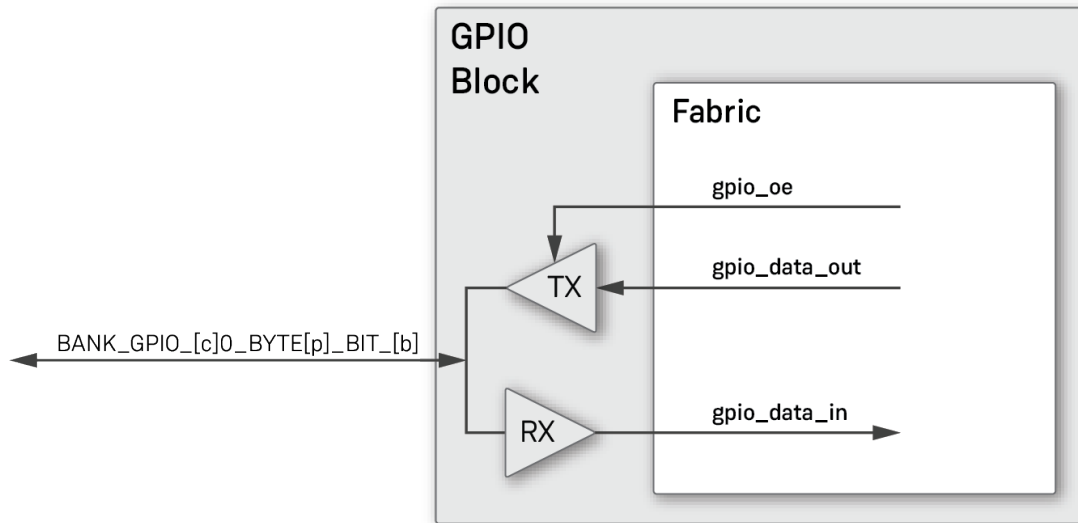 GPIO
Block
Fabric
gpio_oe
TX
gpio_data_out
BANK_GPIO_[c]0_BYTE[p]_BIT_[b]
RX
gpio_data_in